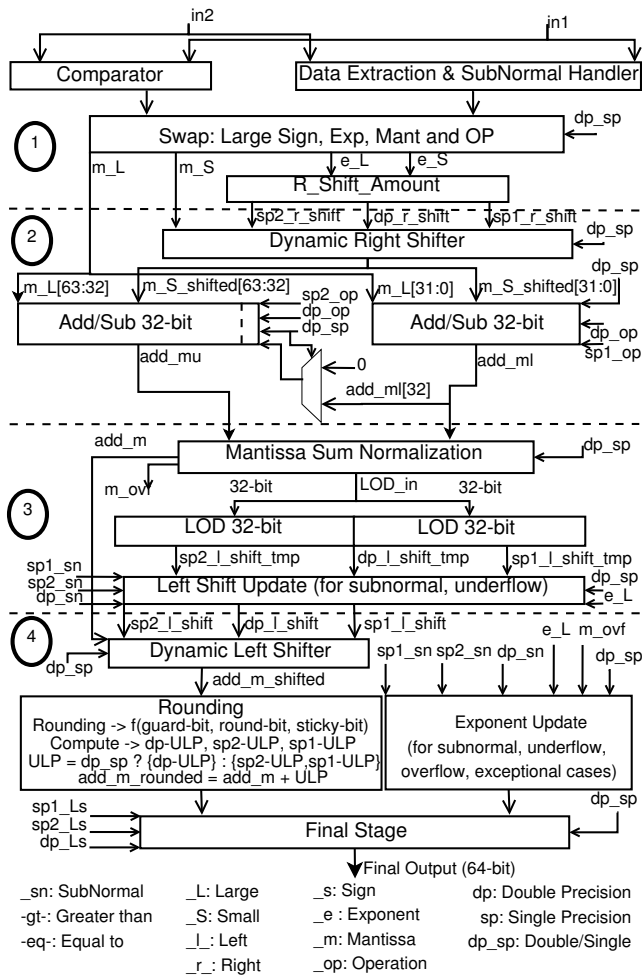 in2
in1
Comparator
Data Extraction & SubNormal Handler
1
Swap: Large Sign, Exp, Mant and OP
dp_sp
m_L
m_S
e_L
e_S
R_Shift_Amount
sp2_r_shift
dp_r_shift
sp1_r_shift
2
Dynamic Right Shifter
dp_sp
dp_sp
m_L[63:32]
m_S_shifted[63:32]
m_L[31:0]
m_S_shifted[31:0]
Add/Sub 32-bit
sp2_op
dp_op
dp_sp
Add/Sub 32-bit
dp_op
sp1_op
add_mu
0
add_ml[32]
add_ml
add_m
Mantissa Sum Normalization
dp_sp
m_ovf
3
32-bit
LOD_in
32-bit
LOD 32-bit
LOD 32-bit
sp2_l_shift_tmp
dp_l_shift_tmp
sp1_l_shift_tmp
sp1_sn
sp2_sn
dp_sn
Left Shift Update (for subnormal, underflow)
dp_sp
e_L
4
sp2_l_shift
dp_l_shift
sp1_l_shift
Dynamic Left Shifter
dp_sp
add_m_shifted
sp1_sn
sp2_sn
dp_sn
e_L
m_ovf
dp_sp
Rounding
Rounding -> f(guard-bit, round-bit, sticky-bit)
Compute -> dp-ULP, sp2-ULP, sp1-ULP
ULP = dp_sp ? {dp-ULP} : {sp2-ULP,sp1-ULP}
add_m_rounded = add_m + ULP
Exponent Update
(for subnormal, underflow,
overflow, exceptional cases)
sp1_Ls
sp2_Ls
dp_Ls
Final Stage
dp_sp
Final Output (64-bit)
_sn: SubNormal
-gt-: Greater than
-eq-: Equal to
_L: Large
_S: Small
_l_: Left
_r_: Right
_s: Sign
_e : Exponent
_m: Mantissa
_op: Operation
dp: Double Precision
sp: Single Precision
dp_sp: Double/Single